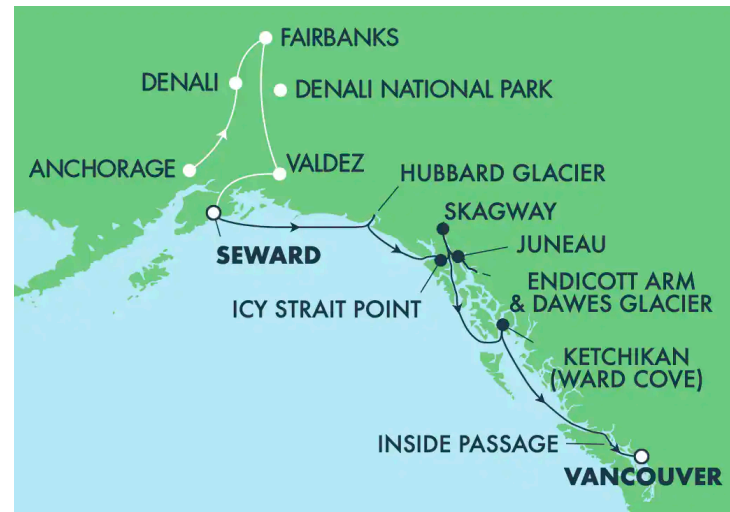 FAIRBANKS
DENALI
DENALI NATIONAL PARK
ANCHORAGE
VALDEZ
HUBBARD GLACIER
SKAGWAY
SEWARD
JUNEAU
ICY STRAIT POINT
ENDICOTT ARM
& DAWES GLACIER
KETCHIKAN
(WARD COVE)
INSIDE PASSAGE
VANCOUVER